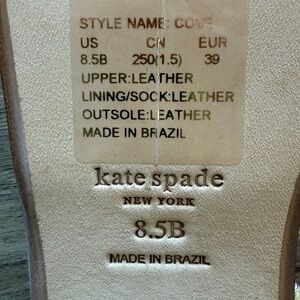 STYLE NAME: COVE
US CN EUR
8.5B 250(1.5) 39
UPPER:LEATHER
LINING/SOCK:LEATHER
OUTSOLE:LEATHER
MADE IN BRAZIL
kate spade
NEW YORK
8.5B
MADE IN BRAZIL